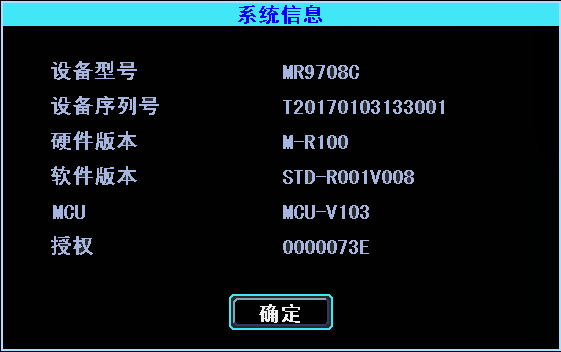 系统信息
设备型号 MR9708C
设备序列号 T20170103133001
硬件版本 M-R100
软件版本 STD-R001V008
MCU MCU-V103
授权 0000073E
确定